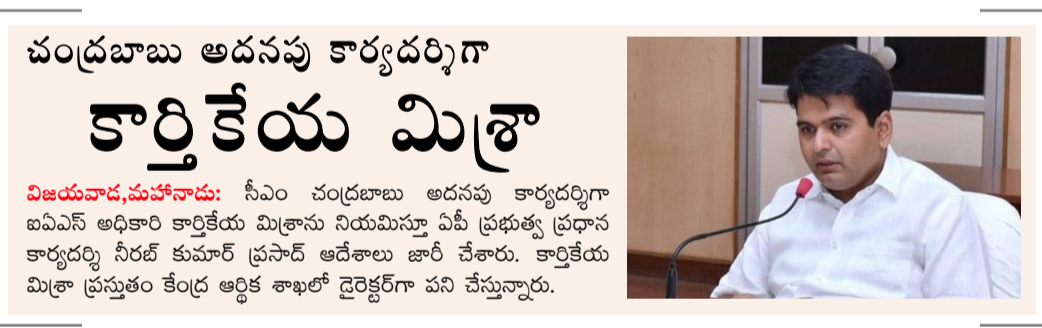 చంద్రబాబు అదనపు కార్యదర్శిగా
కార్తికేయ మిశ్రా
విజయవాడ,మహానాడు: సీఎం చంద్రబాబు అదనపు కార్యదర్శిగా
ఐఏఎస్ అధికారి కార్తికేయ మిశ్రాను నియమిస్తూ ఏపీ ప్రభుత్వ ప్రధాన
కార్యదర్శి నీరబ్ కుమార్ ప్రసాద్ ఆదేశాలు జారీ చేశారు. కార్తికేయ
మిశ్రా ప్రస్తుతం కేంద్ర ఆర్థిక శాఖలో డైరెక్టర్‌గా పని చేస్తున్నారు.